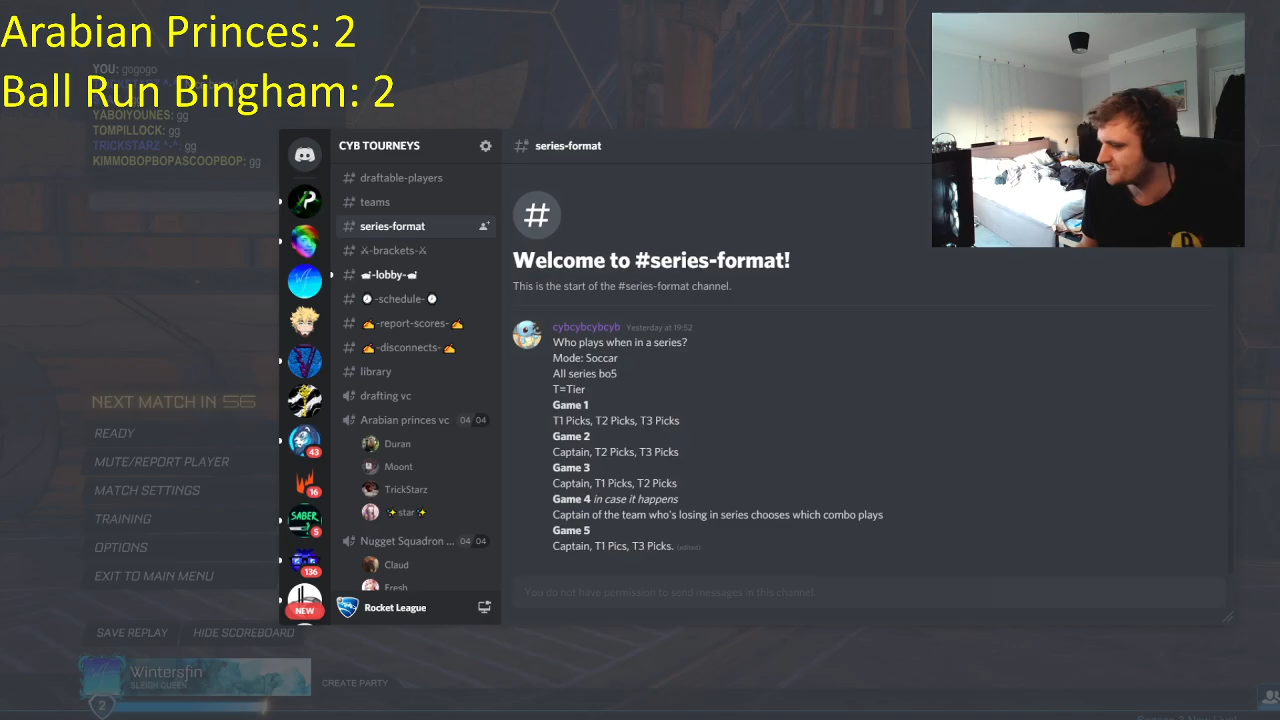 Arabian Princes: 2
Ball Run Bingham: 2
YOU: gogogo
YABOIYOUNES: gg
TOMPILLOCK: gg
TRICKSTARZ ^-^: gg
KIMMOBOPBOPASCOOPBOP: gg
CYB TOURNEYS
draftable-players
teams
series-format
⚔-brackets-⚔
-lobby-
-schedule-
✍-report-scores-✍
✍-disconnects-✍
library
drafting vc
Arabian princes vc 04 04
Duran
Moont
TrickStarz
✨star✨
Nugget Squadron ... 04 04
Claud
Fresh
Rocket League
43
16
SABER
5
136
NEW
# series-format
#
Welcome to #series-format!
This is the start of the #series-format channel.
cybcybcybcyb Yesterday at 19:52
Who plays when in a series?
Mode: Soccar
All series bo5
T=Tier
Game 1
T1 Picks, T2 Picks, T3 Picks
Game 2
Captain, T2 Picks, T3 Picks
Game 3
Captain, T1 Picks, T2 Picks
Game 4 in case it happens
Captain of the team who's losing in series chooses which combo plays
Game 5
Captain, T1 Pics, T3 Picks. (edited)
You do not have permission to send messages in this channel
NEXT MATCH IN 56
READY
MUTE/REPORT PLAYER
MATCH SETTINGS
TRAINING
OPTIONS
EXIT TO MAIN MENU
SAVE REPLAY
HIDE SCOREBOARD
Wintersfin
SLEIGH QUEEN
CREATE PARTY
2